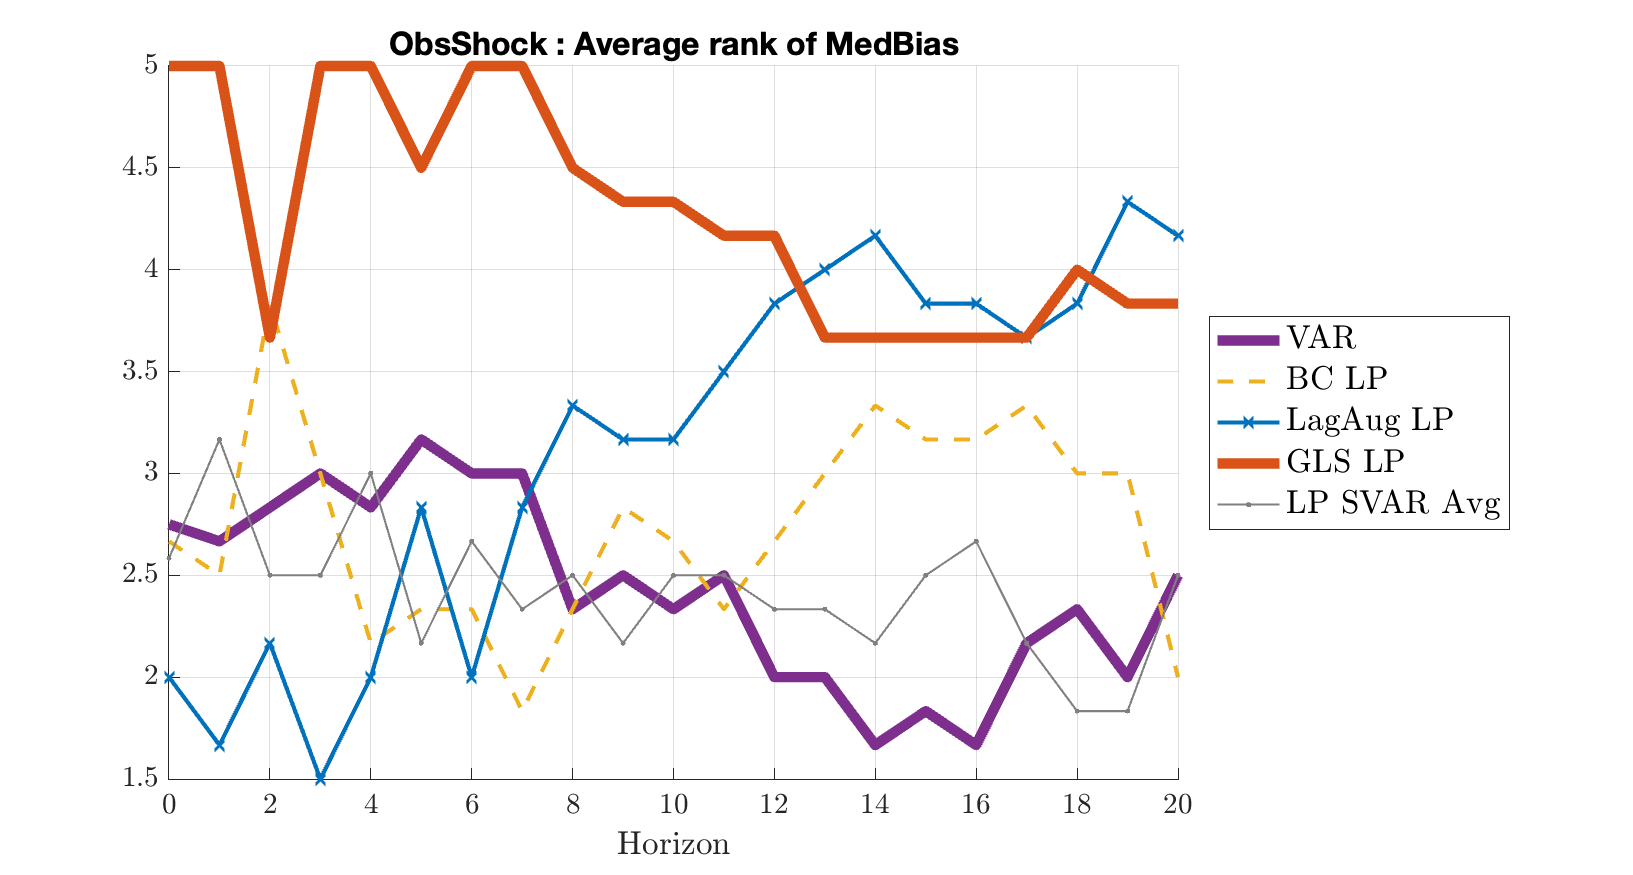 ObsShock : Average rank of MedBias
5
4.5
4
3.5
3
2.5
2
1.5
0 2 4 6 8 10 12 14 16 18 20
Horizon
VAR
BC LP
LagAug LP
GLS LP
LP SVAR Avg